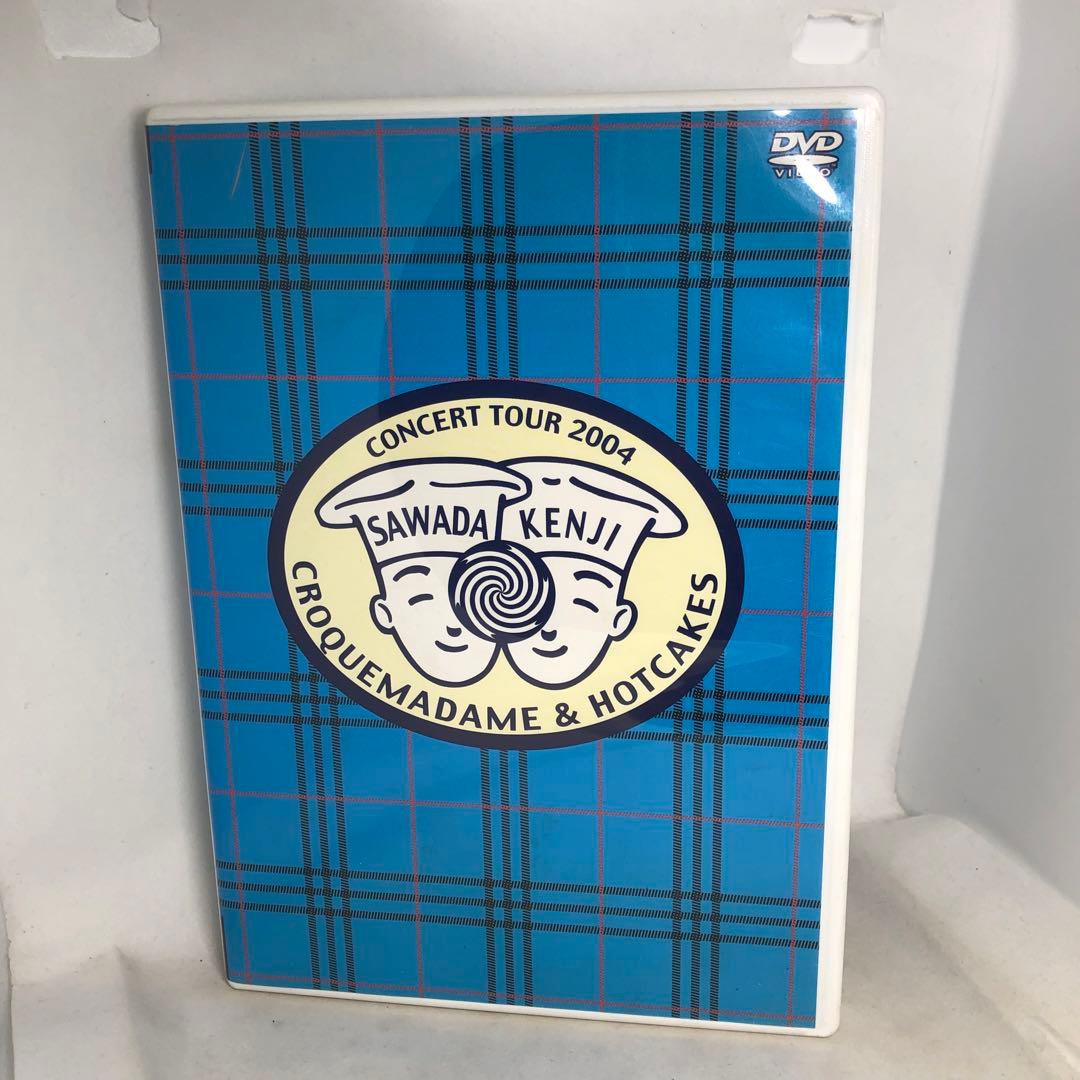 DVD
VIDEO
CONCERT TOUR 2004
SAWADA KENJI
CROQUEMADAME & HOTCAKES